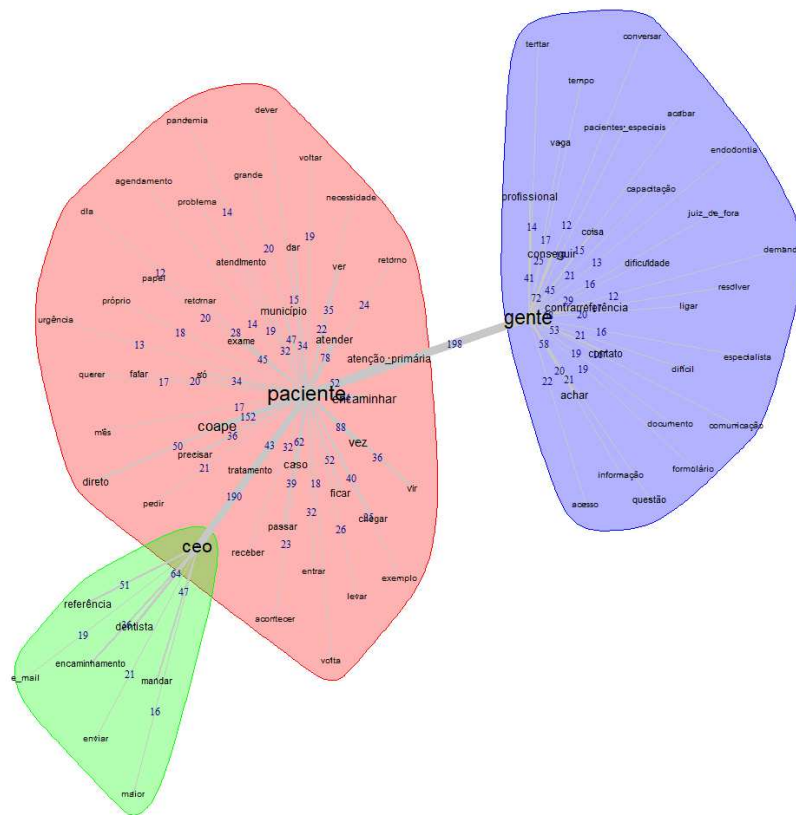 tentar
conversar
tempo
dever
pandemia
acabar
pacientes_especiais
vaga
endodontia
voltar
grande
agendamento
necessidade
capacitação
problema
profissional
dia
14
juiz_de_fora
14
12
coisa
19
17
dar
20
conseguir
15
demanda
retorno
atendimento
ver
25
13
dificuldade
12
papel
41
21
16
resolver
próprio
retornar
15
45
72
29
12
24
município
35
contrarreferência
ligar
urgência
20
gente
20
14
22
18
28
19
53
21
16
exame
47
atender
34
58
13
32
198
19
contato
especialista
78
atenção_primária
45
querer
falar
só
20
19
difícil
17
20
34
52
22
21
paciente
encaminhar
achar
17
152
mês
coape
88
documento
comunicação
36
vez
50
precisar
43
32
62
36
direto
21
tratamento
caso
52
informação
formulário
40
vir
pedir
190
39
18
ficar
acesso
questão
32
chegar
passar
26
23
ceo
receber
entrar
64
exemplo
51
47
levar
referência
acontecer
19
dentista
volta
encaminhamento
e_mail
21
mandar
16
enviar
maior